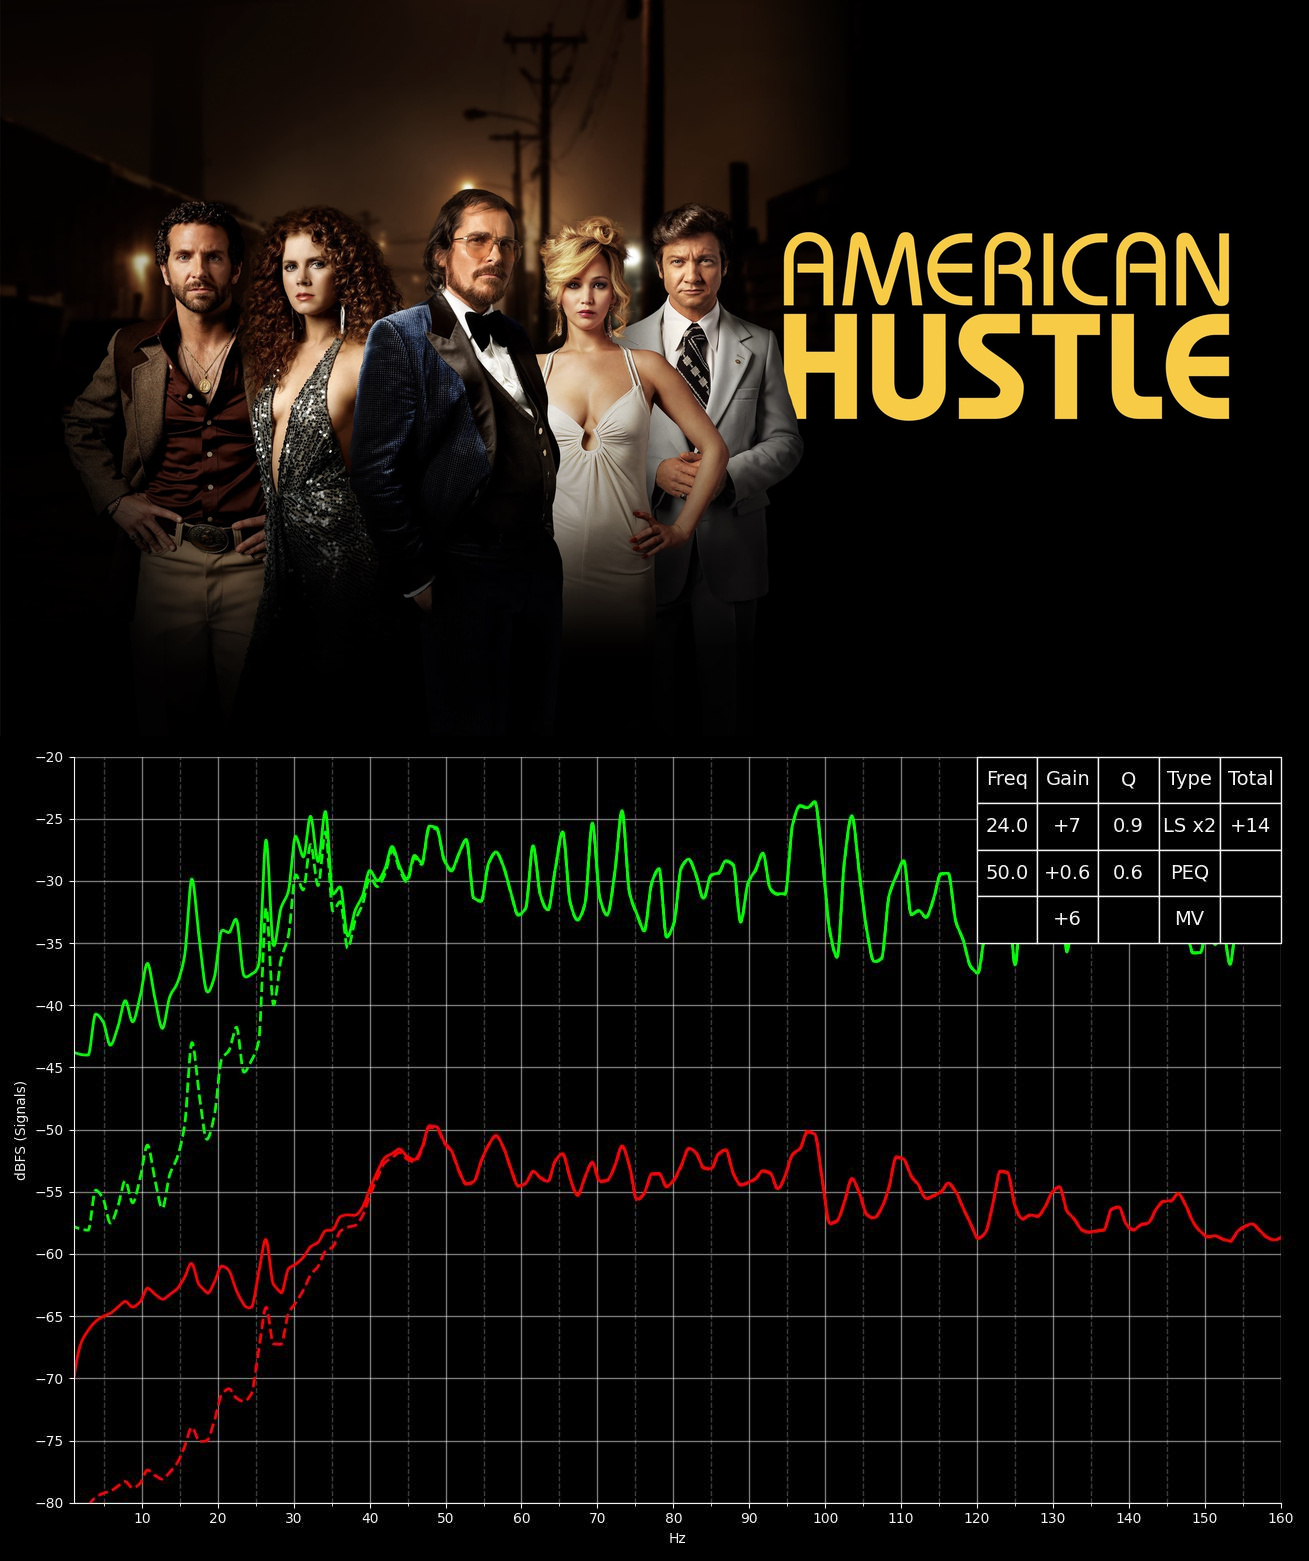 AMERICAN
HUSTLE
Freq Gain Q Type Total
24.0 +7 0.9 LS x2 +14
50.0 +0.6 0.6 PEQ
+6 MV
−20
−25
−30
−35
−40
−45
−50
−55
−60
−65
−70
−75
−80
dBFS (Signals)
10 20 30 40 50 60 70 80 90 100 110 120 130 140 150 160
Hz